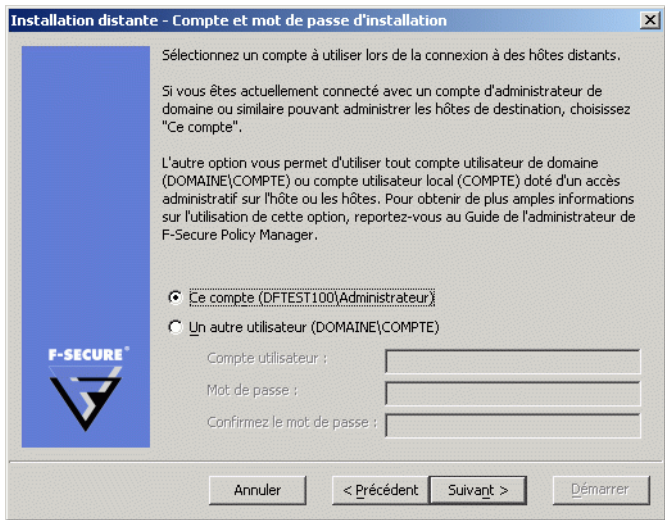 Installation distante - Compte et mot de passe d'installation
Sélectionnez un compte à utiliser lors de la connexion à des hôtes distants.
Si vous êtes actuellement connecté avec un compte d'administrateur de
domaine ou similaire pouvant administrer les hôtes de destination, choisissez
"Ce compte".
L'autre option vous permet d'utiliser tout compte utilisateur de domaine
(DOMAINE\COMPTE) ou compte utilisateur local (COMPTE) doté d'un accès
administratif sur l'hôte ou les hôtes. Pour obtenir de plus amples informations
sur l'utilisation de cette option, reportez-vous au Guide de l'administrateur de
F-Secure Policy Manager.
Ce compte (DFTEST100\Administrateur)
Un autre utilisateur (DOMAINE\COMPTE)
F-SECURE®
Compte utilisateur :
Mot de passe :
Confirmez le mot de passe :
Annuler
< Précédent
Suivant >
Démarrer